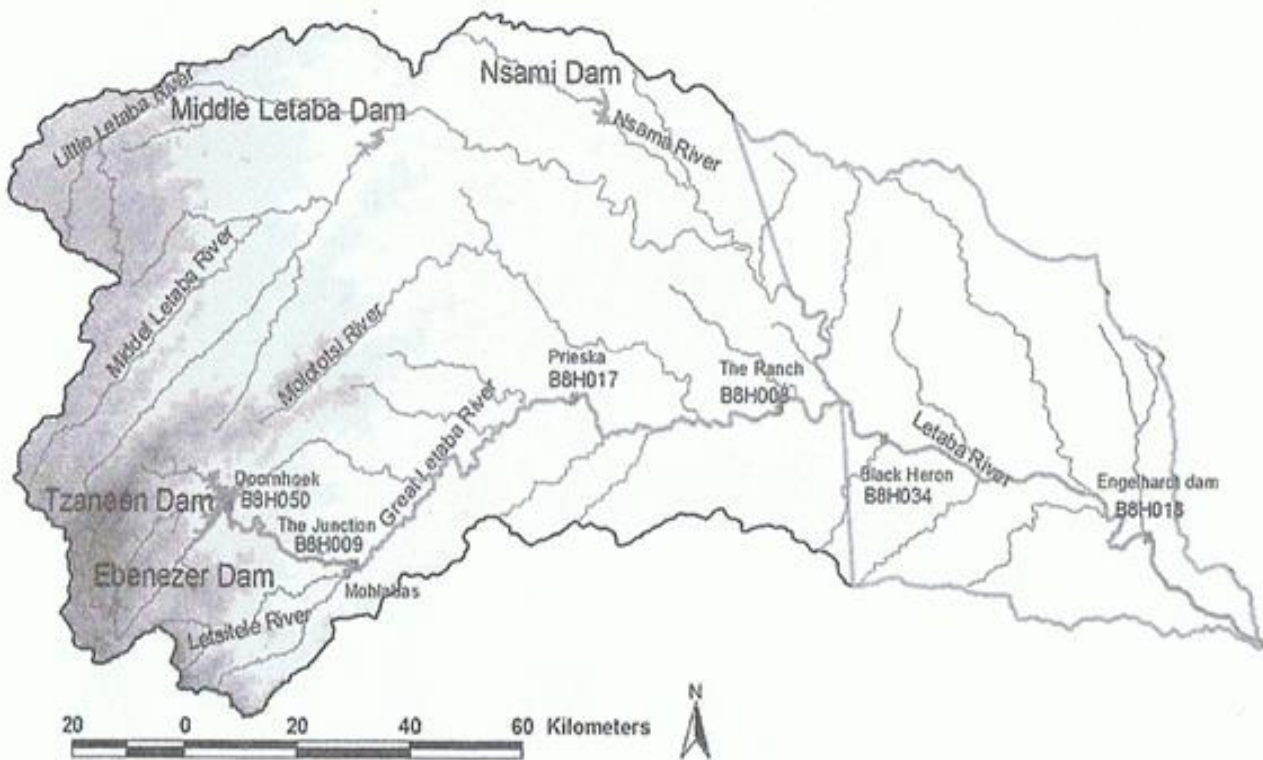 Nsami Dam
Little Letaba River
Middle Letaba Dam
Nsama River
Middel Letaba River
Molototsi River
Prieska
B8H017
The Ranch
B8H008
Great Letaba River
Letaba River
Doornhoek
B8H050
Tzaneen Dam
Black Heron
B8H034
Engelhardt dam
B8H018
The Junction
B8H009
Ebenezer Dam
Mohlabas
Letsitele River
N
20 0 20 40 60 Kilometers